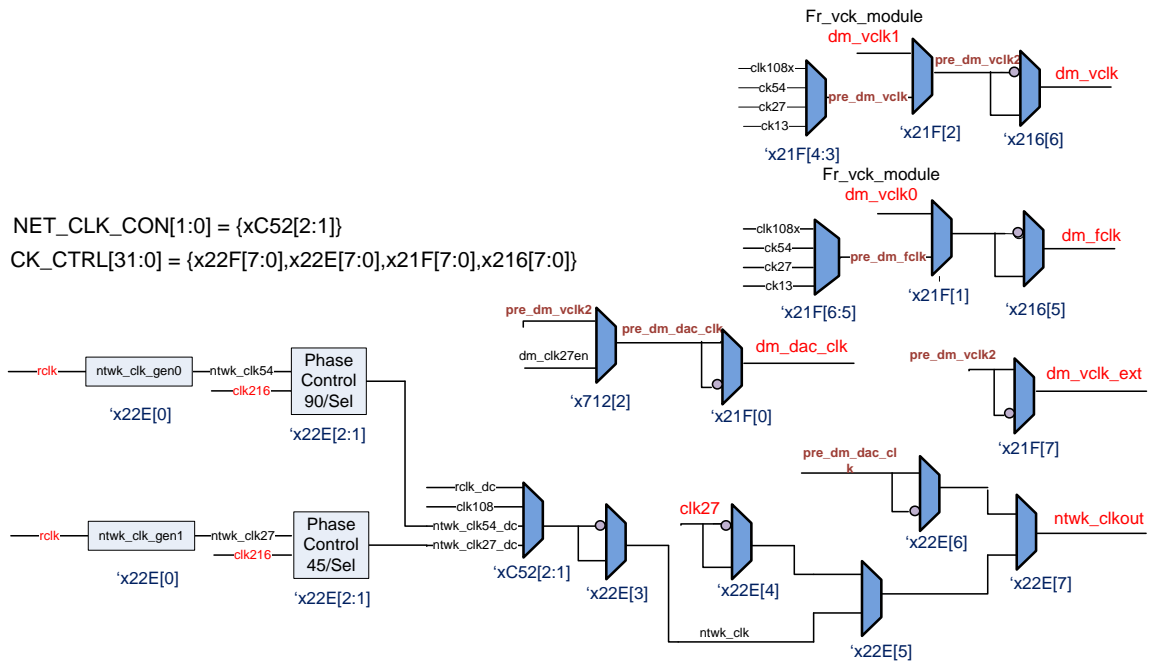 Fr_vck_module
dm_vclk1
clk108x
ck54
ck27
ck13
pre_dm_vclk
pre_dm_vclk2
dm_vclk
‘x21F[4:3]
‘x21F[2]
‘x216[6]
Fr_vck_module
dm_vclk0
clk108x
ck54
ck27
ck13
pre_dm_fclk
dm_fclk
‘x21F[6:5]
‘x21F[1]
‘x216[5]
NET_CLK_CON[1:0] = {xC52[2:1]}
CK_CTRL[31:0] = {x22F[7:0],x22E[7:0],x21F[7:0],x216[7:0]}
pre_dm_vclk2
dm_clk27en
pre_dm_dac_clk
dm_dac_clk
‘x712[2]
‘x21F[0]
pre_dm_vclk2
dm_vclk_ext
‘x21F[7]
rclk
ntwk_clk_gen0
ntwk_clk54
clk216
Phase
Control
90/Sel
‘x22E[0]
‘x22E[2:1]
rclk
ntwk_clk_gen1
ntwk_clk27
clk216
Phase
Control
45/Sel
‘x22E[0]
‘x22E[2:1]
rclk_dc
clk108
ntwk_clk54_dc
ntwk_clk27_dc
‘xC52[2:1]
‘x22E[3]
clk27
‘x22E[4]
pre_dm_dac_cl
k
‘x22E[6]
ntwk_clkout
‘x22E[7]
ntwk_clk
‘x22E[5]